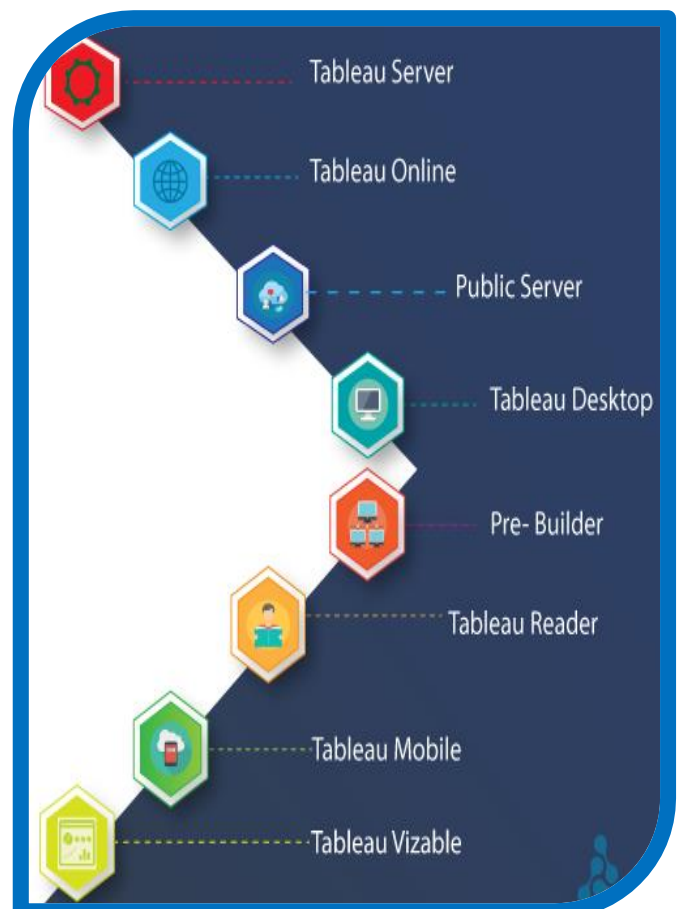 Tableau Server
Tableau Online
Public Server
Tableau Desktop
Pre- Builder
Tableau Reader
Tableau Mobile
Tableau Vizable